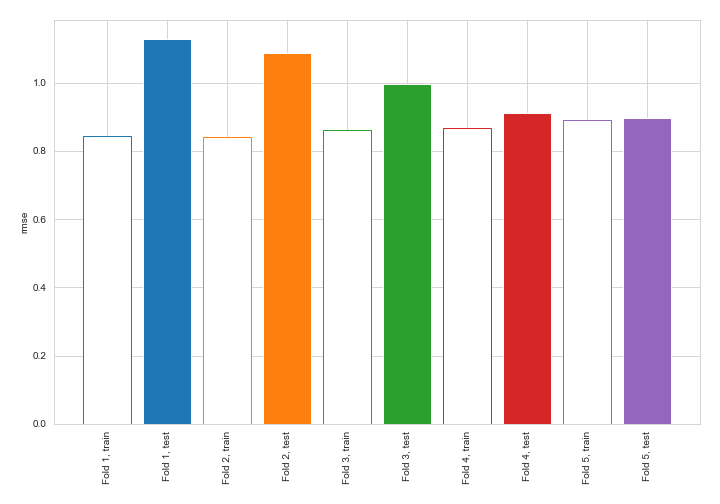 1.0
0.8
0.6
0.4
0.2
0.0
rmse
Fold 1, train
Fold 1, test
Fold 2, train
Fold 2, test
Fold 3, train
Fold 3, test
Fold 4, train
Fold 4, test
Fold 5, train
Fold 5, test